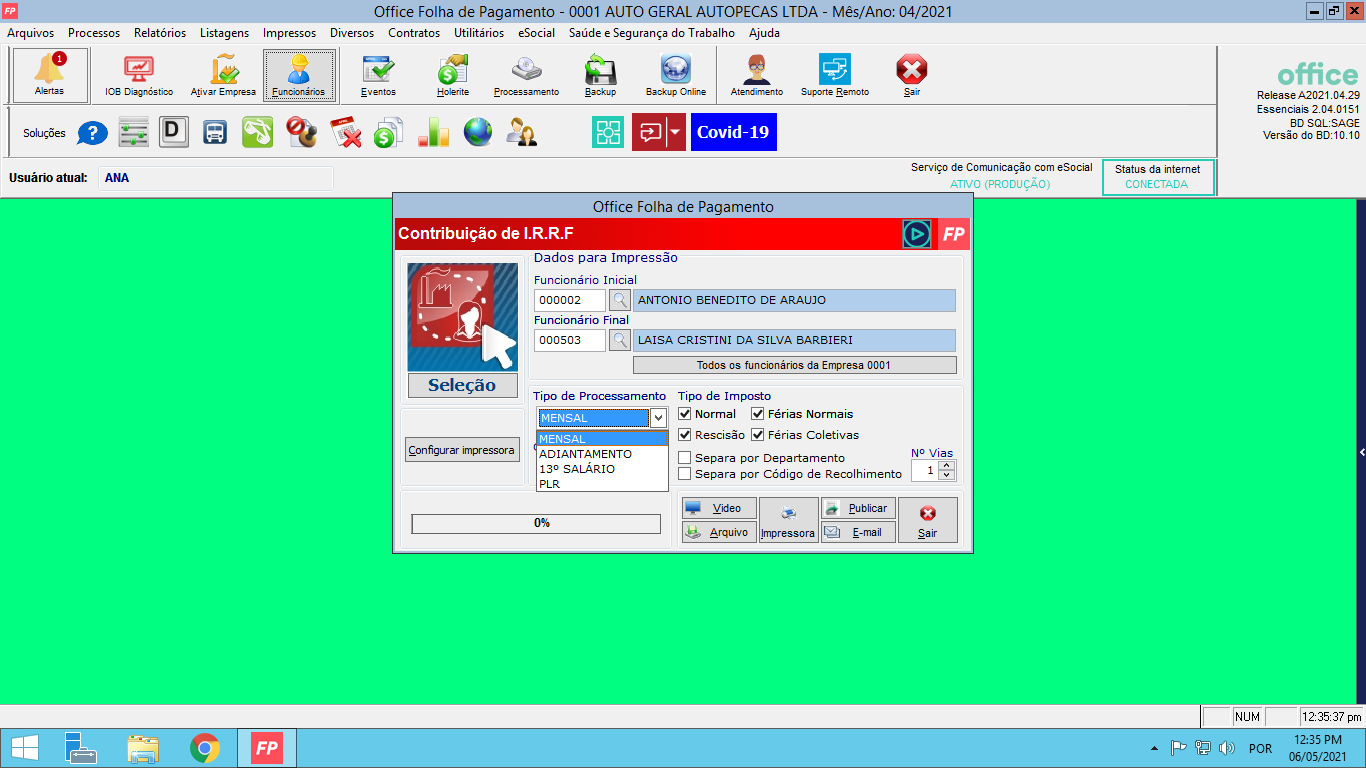 FP
Office Folha de Pagamento - 0001 AUTO GERAL AUTOPECAS LTDA - Mês/Ano: 04/2021
Arquivos Processos Relatórios Listagens Impressos Diversos Contratos Utilitários eSocial Saúde e Segurança do Trabalho Ajuda
1
Alertas IOB Diagnóstico Ativar Empresa Funcionários Eventos Holerite Processamento Backup Backup Online Atendimento Suporte Remoto Sair
office
Release A2021.04.29
Essenciais 2.04.0151
BD SQL:SAGE
Versão do BD:10.10
Soluções ? D Covid-19
Usuário atual: ANA
Serviço de Comunicação com eSocial
ATIVO (PRODUÇÃO)
Status da internet
CONECTADA
Office Folha de Pagamento
Contribuição de I.R.R.F FP
Dados para Impressão
Funcionário Inicial
000002 ANTONIO BENEDITO DE ARAUJO
Funcionário Final
000503 LAISA CRISTINI DA SILVA BARBIERI
Todos os funcionários da Empresa 0001
Seleção
Configurar impressora
Tipo de Processamento
MENSAL
MENSAL
ADIANTAMENTO
13º SALÁRIO
PLR
Tipo de Imposto
Normal Férias Normais
Rescisão Férias Coletivas
Separa por Departamento
Separa por Código de Recolhimento
Nº Vias
1
0%
Video
Arquivo
Impressora
Publicar
E-mail
Sair
NUM 12:35:37 pm
FP
POR
12:35 PM
06/05/2021